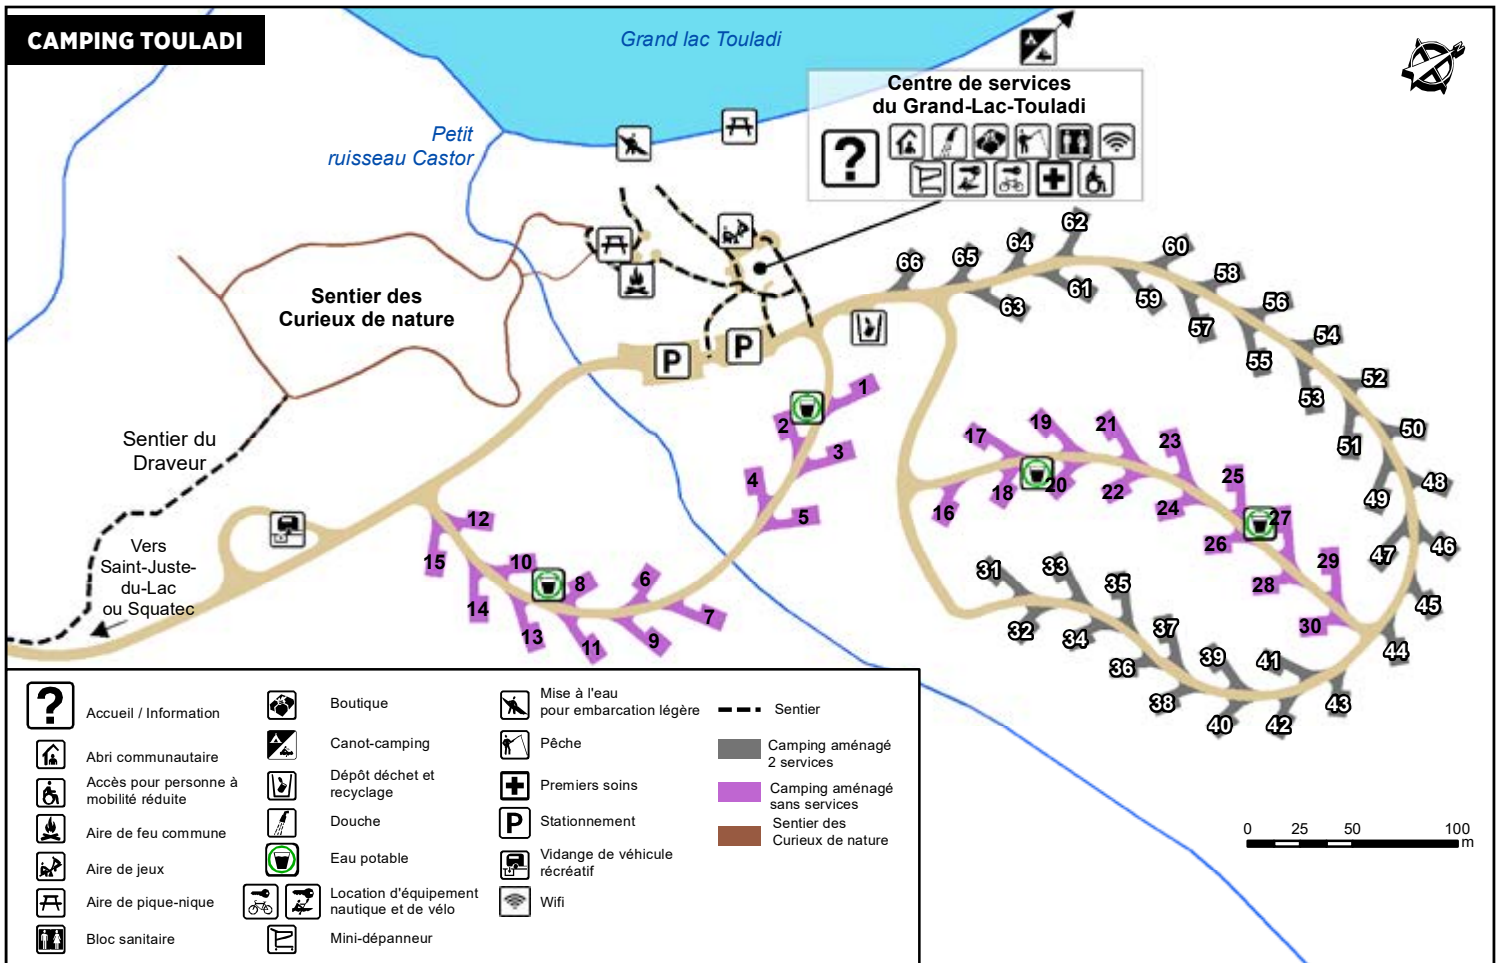 CAMPING TOULADI
Grand lac Touladi
Centre de services
du Grand-Lac-Touladi
?
Petit
ruisseau Castor
Sentier des
Curieux de nature
Sentier du
Draveur
Vers
Saint-Juste-
du-Lac
ou Squatec
P
P
1
2
3
4
5
6
7
8
9
10
11
12
13
14
15
16
17
18
19
20
21
22
23
24
25
26
27
28
29
30
31
32
33
34
35
36
37
38
39
40
41
42
43
44
45
46
47
48
49
50
51
52
53
54
55
56
57
58
59
60
61
62
63
64
65
66
?
Accueil / Information
Abri communautaire
Accès pour personne à
mobilité réduite
Aire de feu commune
Aire de jeux
Aire de pique-nique
Bloc sanitaire
Boutique
Canot-camping
Dépôt déchet et
recyclage
Douche
Eau potable
Location d'équipement
nautique et de vélo
Mini-dépanneur
Mise à l'eau
pour embarcation légère
Pêche
Premiers soins
P
Stationnement
Vidange de véhicule
récréatif
Wifi
Sentier
Camping aménagé
2 services
Camping aménagé
sans services
Sentier des
Curieux de nature
0 25 50 100
m